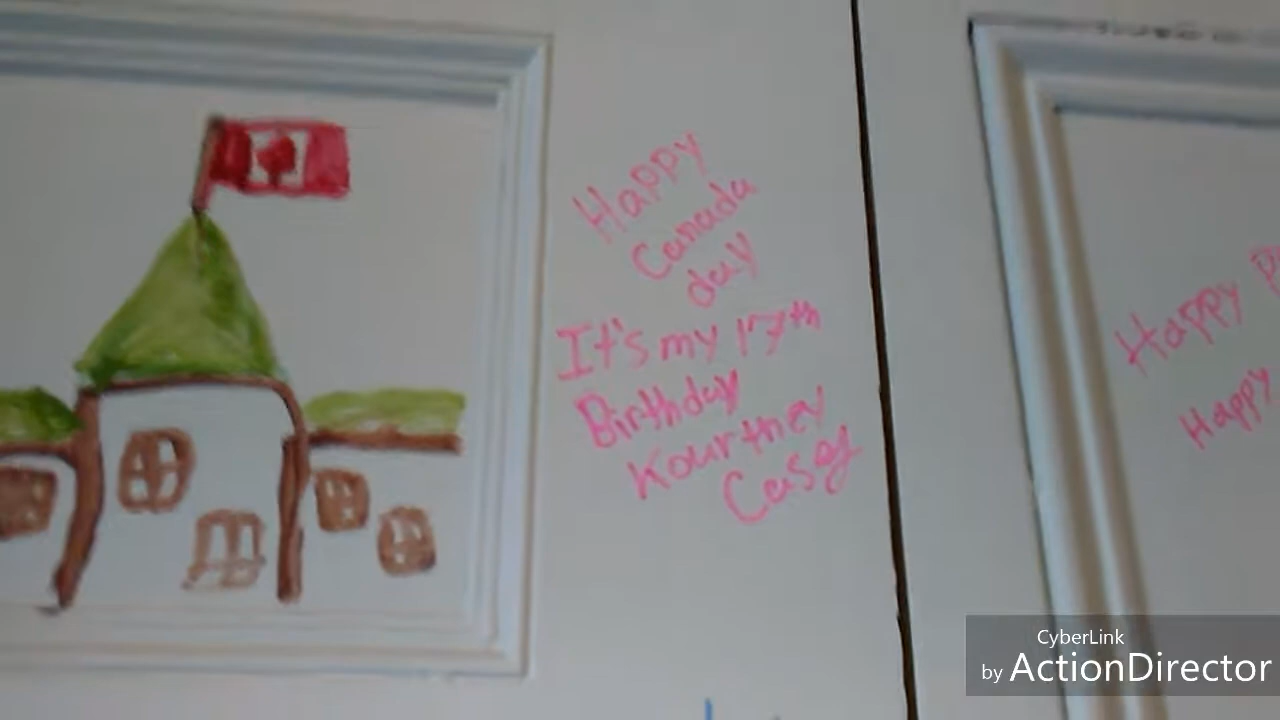 Happy
Canada
day
It's my 17th
Birthday
Kourtney
Casey
Happy
Happy
CyberLink
by ActionDirector